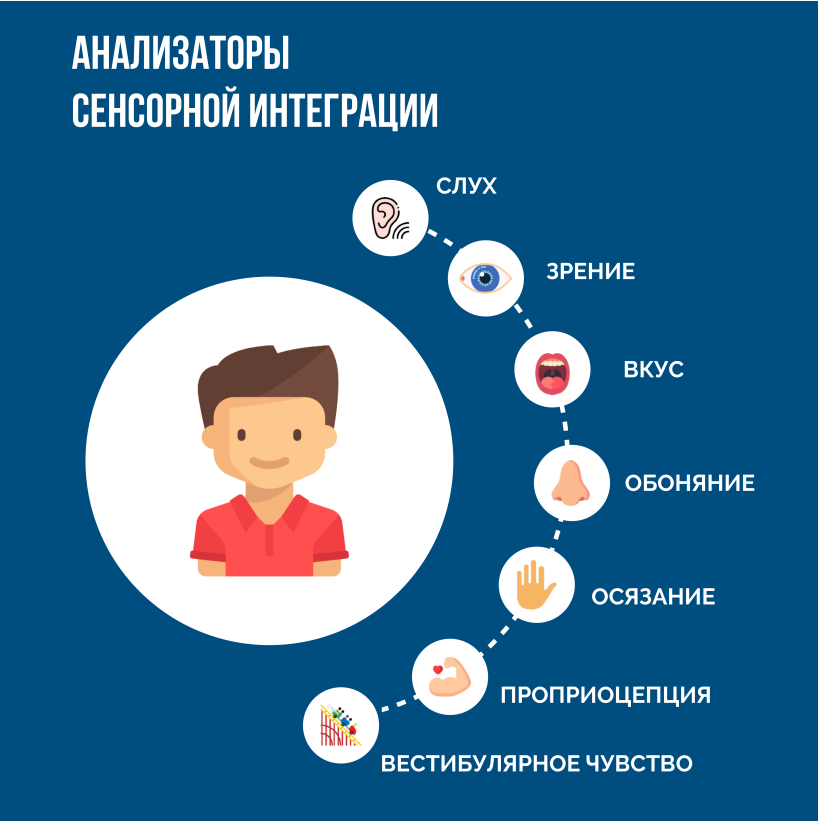 АНАЛИЗАТОРЫ
СЕНСОРНОЙ ИНТЕГРАЦИИ
СЛУХ
ЗРЕНИЕ
ВКУС
ОБОНЯНИЕ
ОСЯЗАНИЕ
ПРОПРИОЦЕПЦИЯ
ВЕСТИБУЛЯРНОЕ ЧУВСТВО